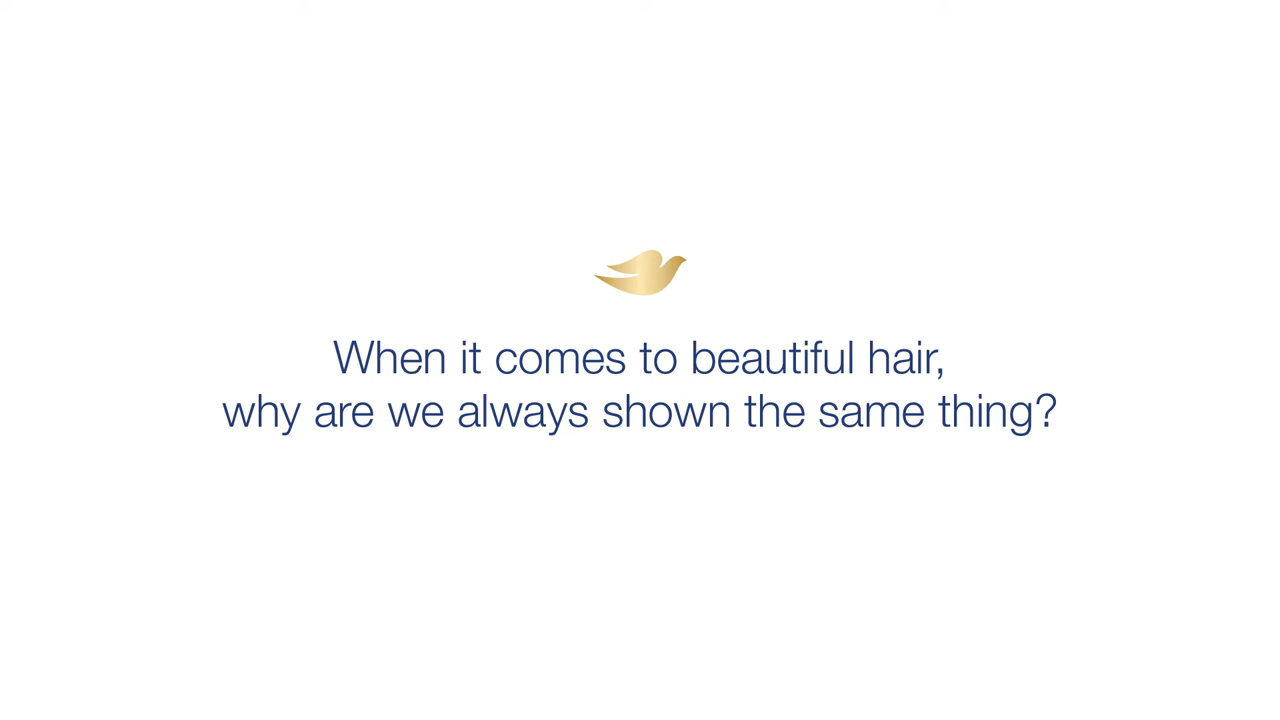 When it comes to beautiful hair,
why are we always shown the same thing?